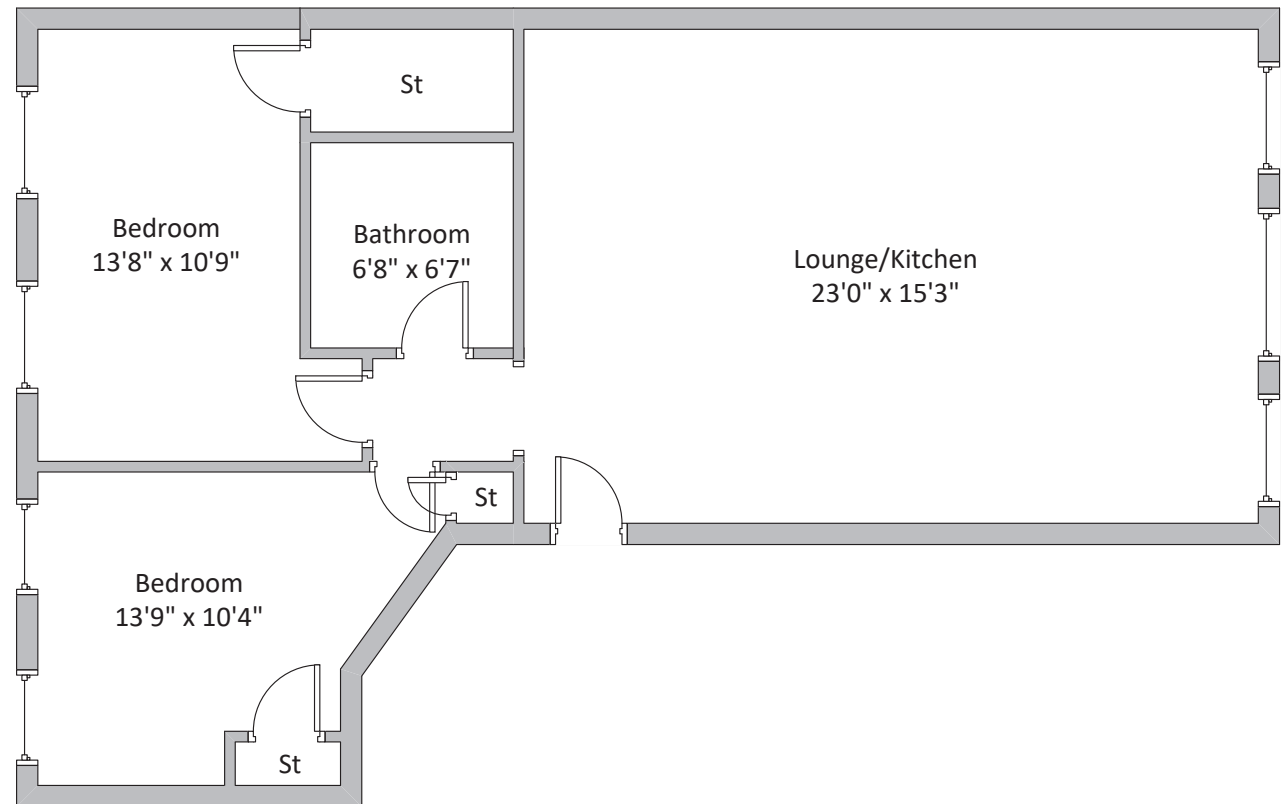 St
Bedroom
13'8" x 10'9"
Bathroom
6'8" x 6'7"
Lounge/Kitchen
23'0" x 15'3"
St
Bedroom
13'9" x 10'4"
St